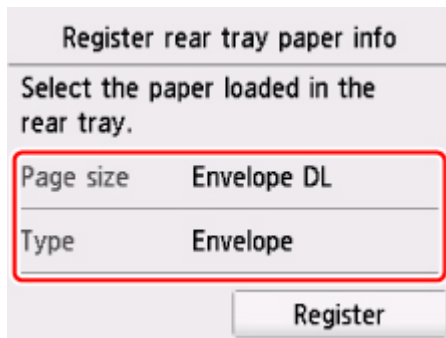 Register rear tray paper info
Select the paper loaded in the
rear tray.
Page size Envelope DL
Type Envelope
Register